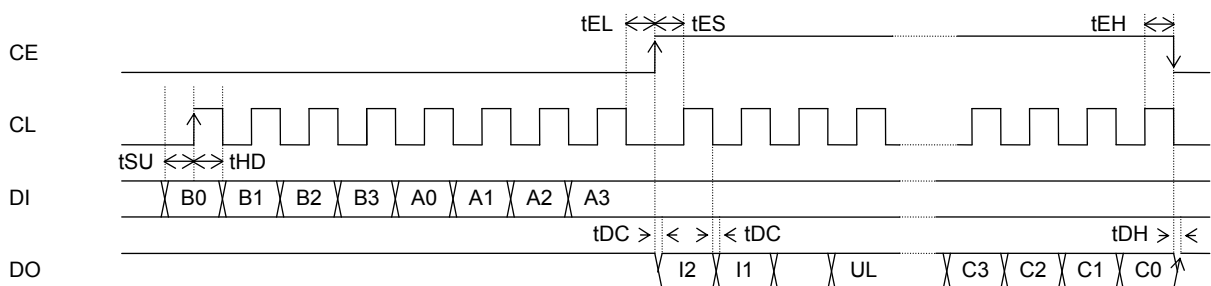 tEL tES tEH
CE
CL
tSU tHD
DI B0 B1 B2 B3 A0 A1 A2 A3
tDC tDC tDH
DO I2 I1 UL C3 C2 C1 C0